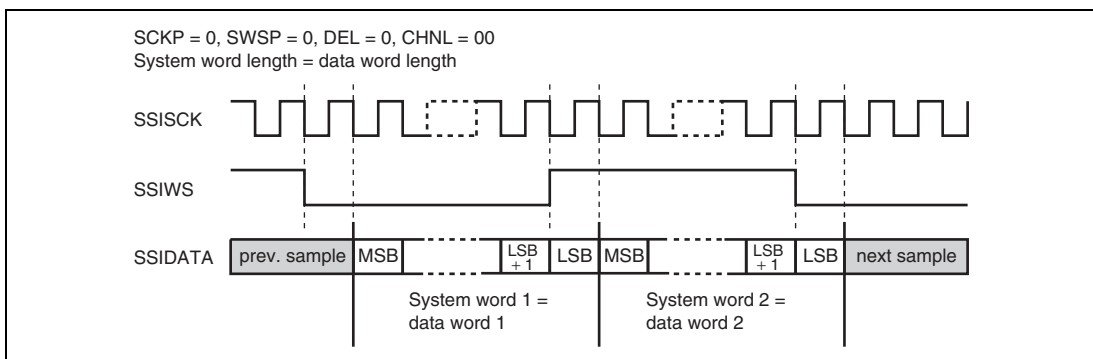 SCKP = 0, SWSP = 0, DEL = 0, CHNL = 00
System word length = data word length
SSISCK
SSIWS
SSIDATA
prev. sample
MSB
LSB
+ 1
LSB
MSB
LSB
+ 1
LSB
next sample
System word 1 =
data word 1
System word 2 =
data word 2